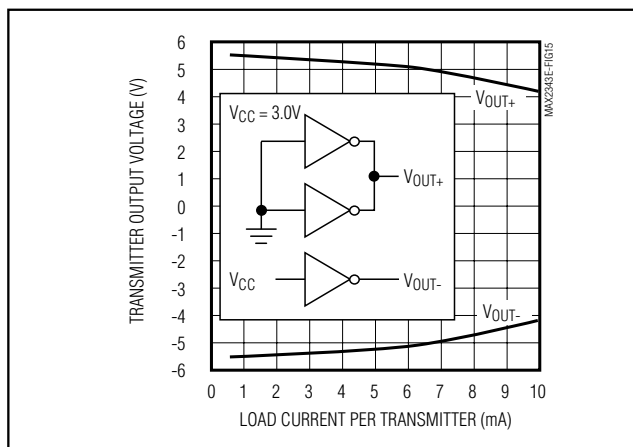 TRANSMITTER OUTPUT VOLTAGE (V)
6
5
4
3
2
1
0
-1
-2
-3
-4
-5
-6
VCC = 3.0V
VOUT+
VOUT+
VCC
VOUT-
VOUT-
MAX2343E-FIG15
0 1 2 3 4 5 6 7 8 9 10
LOAD CURRENT PER TRANSMITTER (mA)